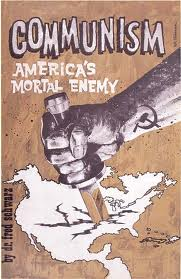 COMMUNISM
AMERICA'S
MORTAL ENEMY
by dr. fred schwarz